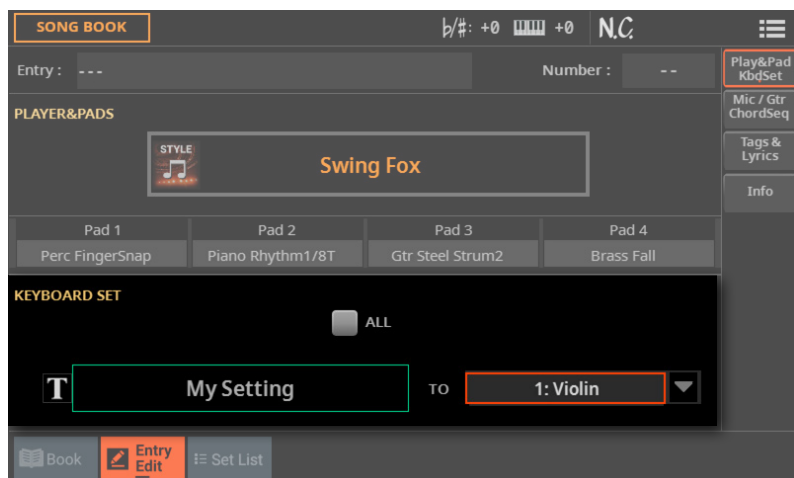 SONG BOOK
♭/#: +0 +0 N.C.
Entry : ---
Number : --
Play&Pad
KbdSet
Mic / Gtr
ChordSeq
Tags &
Lyrics
Info
PLAYER&PADS
STYLE
Swing Fox
Pad 1
Pad 2
Pad 3
Pad 4
Perc FingerSnap
Piano Rhythm1/8T
Gtr Steel Strum2
Brass Fall
KEYBOARD SET
ALL
T
My Setting
TO
1: Violin
Book
Entry
Edit
Set List